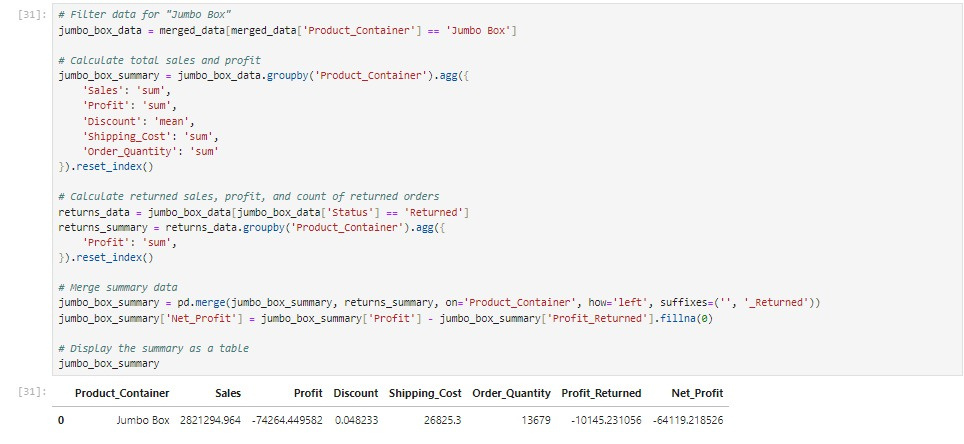 [31]: # Filter data for "Jumbo Box"
jumbo_box_data = merged_data[merged_data['Product_Container'] == 'Jumbo Box']
# Calculate total sales and profit
jumbo_box_summary = jumbo_box_data.groupby('Product_Container').agg({
    'Sales': 'sum',
    'Profit': 'sum',
    'Discount': 'mean',
    'Shipping_Cost': 'sum',
    'Order_Quantity': 'sum'
}).reset_index()
# Calculate returned sales, profit, and count of returned orders
returns_data = jumbo_box_data[jumbo_box_data['Status'] == 'Returned']
returns_summary = returns_data.groupby('Product_Container').agg({
    'Profit': 'sum',
}).reset_index()
# Merge summary data
jumbo_box_summary = pd.merge(jumbo_box_summary, returns_summary, on='Product_Container', how='left', suffixes=('', '_Returned'))
jumbo_box_summary['Net_Profit'] = jumbo_box_summary['Profit'] - jumbo_box_summary['Profit_Returned'].fillna(0)
# Display the summary as a table
jumbo_box_summary
[31]: Product_Container Sales Profit Discount Shipping_Cost Order_Quantity Profit_Returned Net_Profit
0 Jumbo Box 2821294.964 -74264.449582 0.048233 26825.3 13679 -10145.231056 -64119.218526